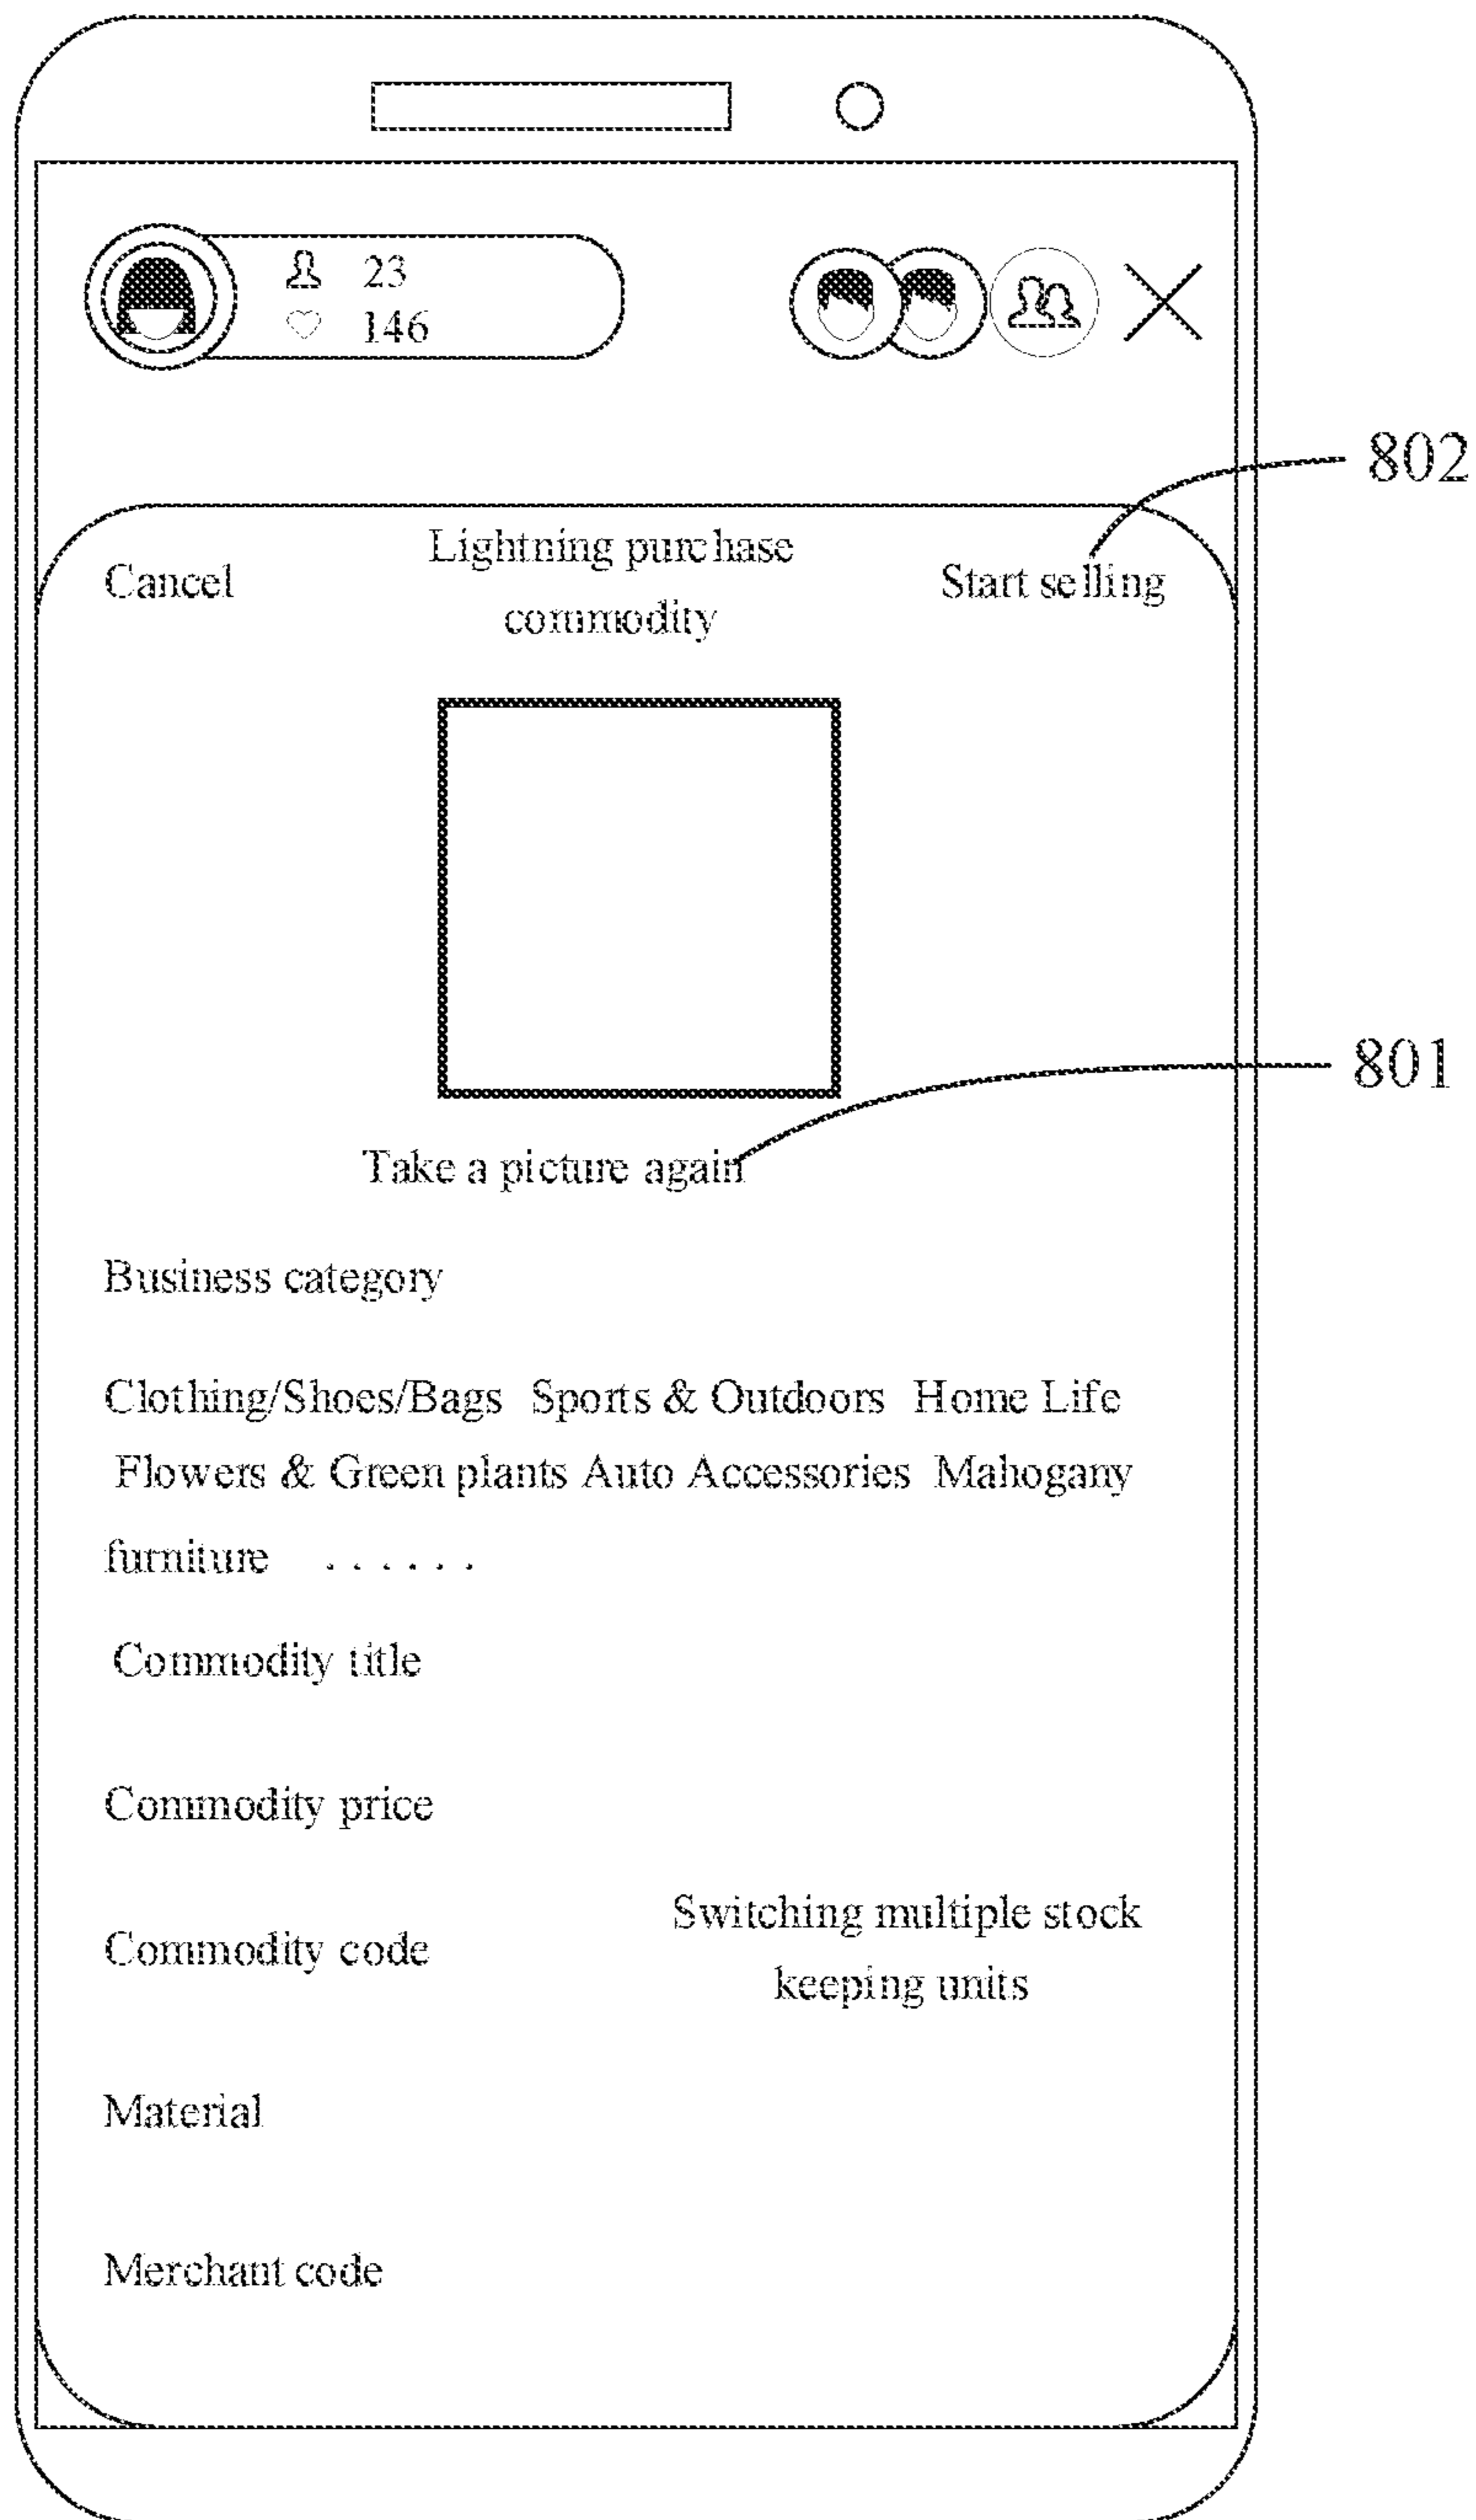 23
146
802
Lightning purchase
Cancel
Start selling
commodity
801
Take a picture again
Business category
Clothing/Shoes/Bags Sports & Outdoors Home Life
Flowers & Green plants Auto Accessories Mahogany
furniture ......
Commodity title
Commodity price
Switching multiple stock
Commodity code
keeping units
Material
Merchant code